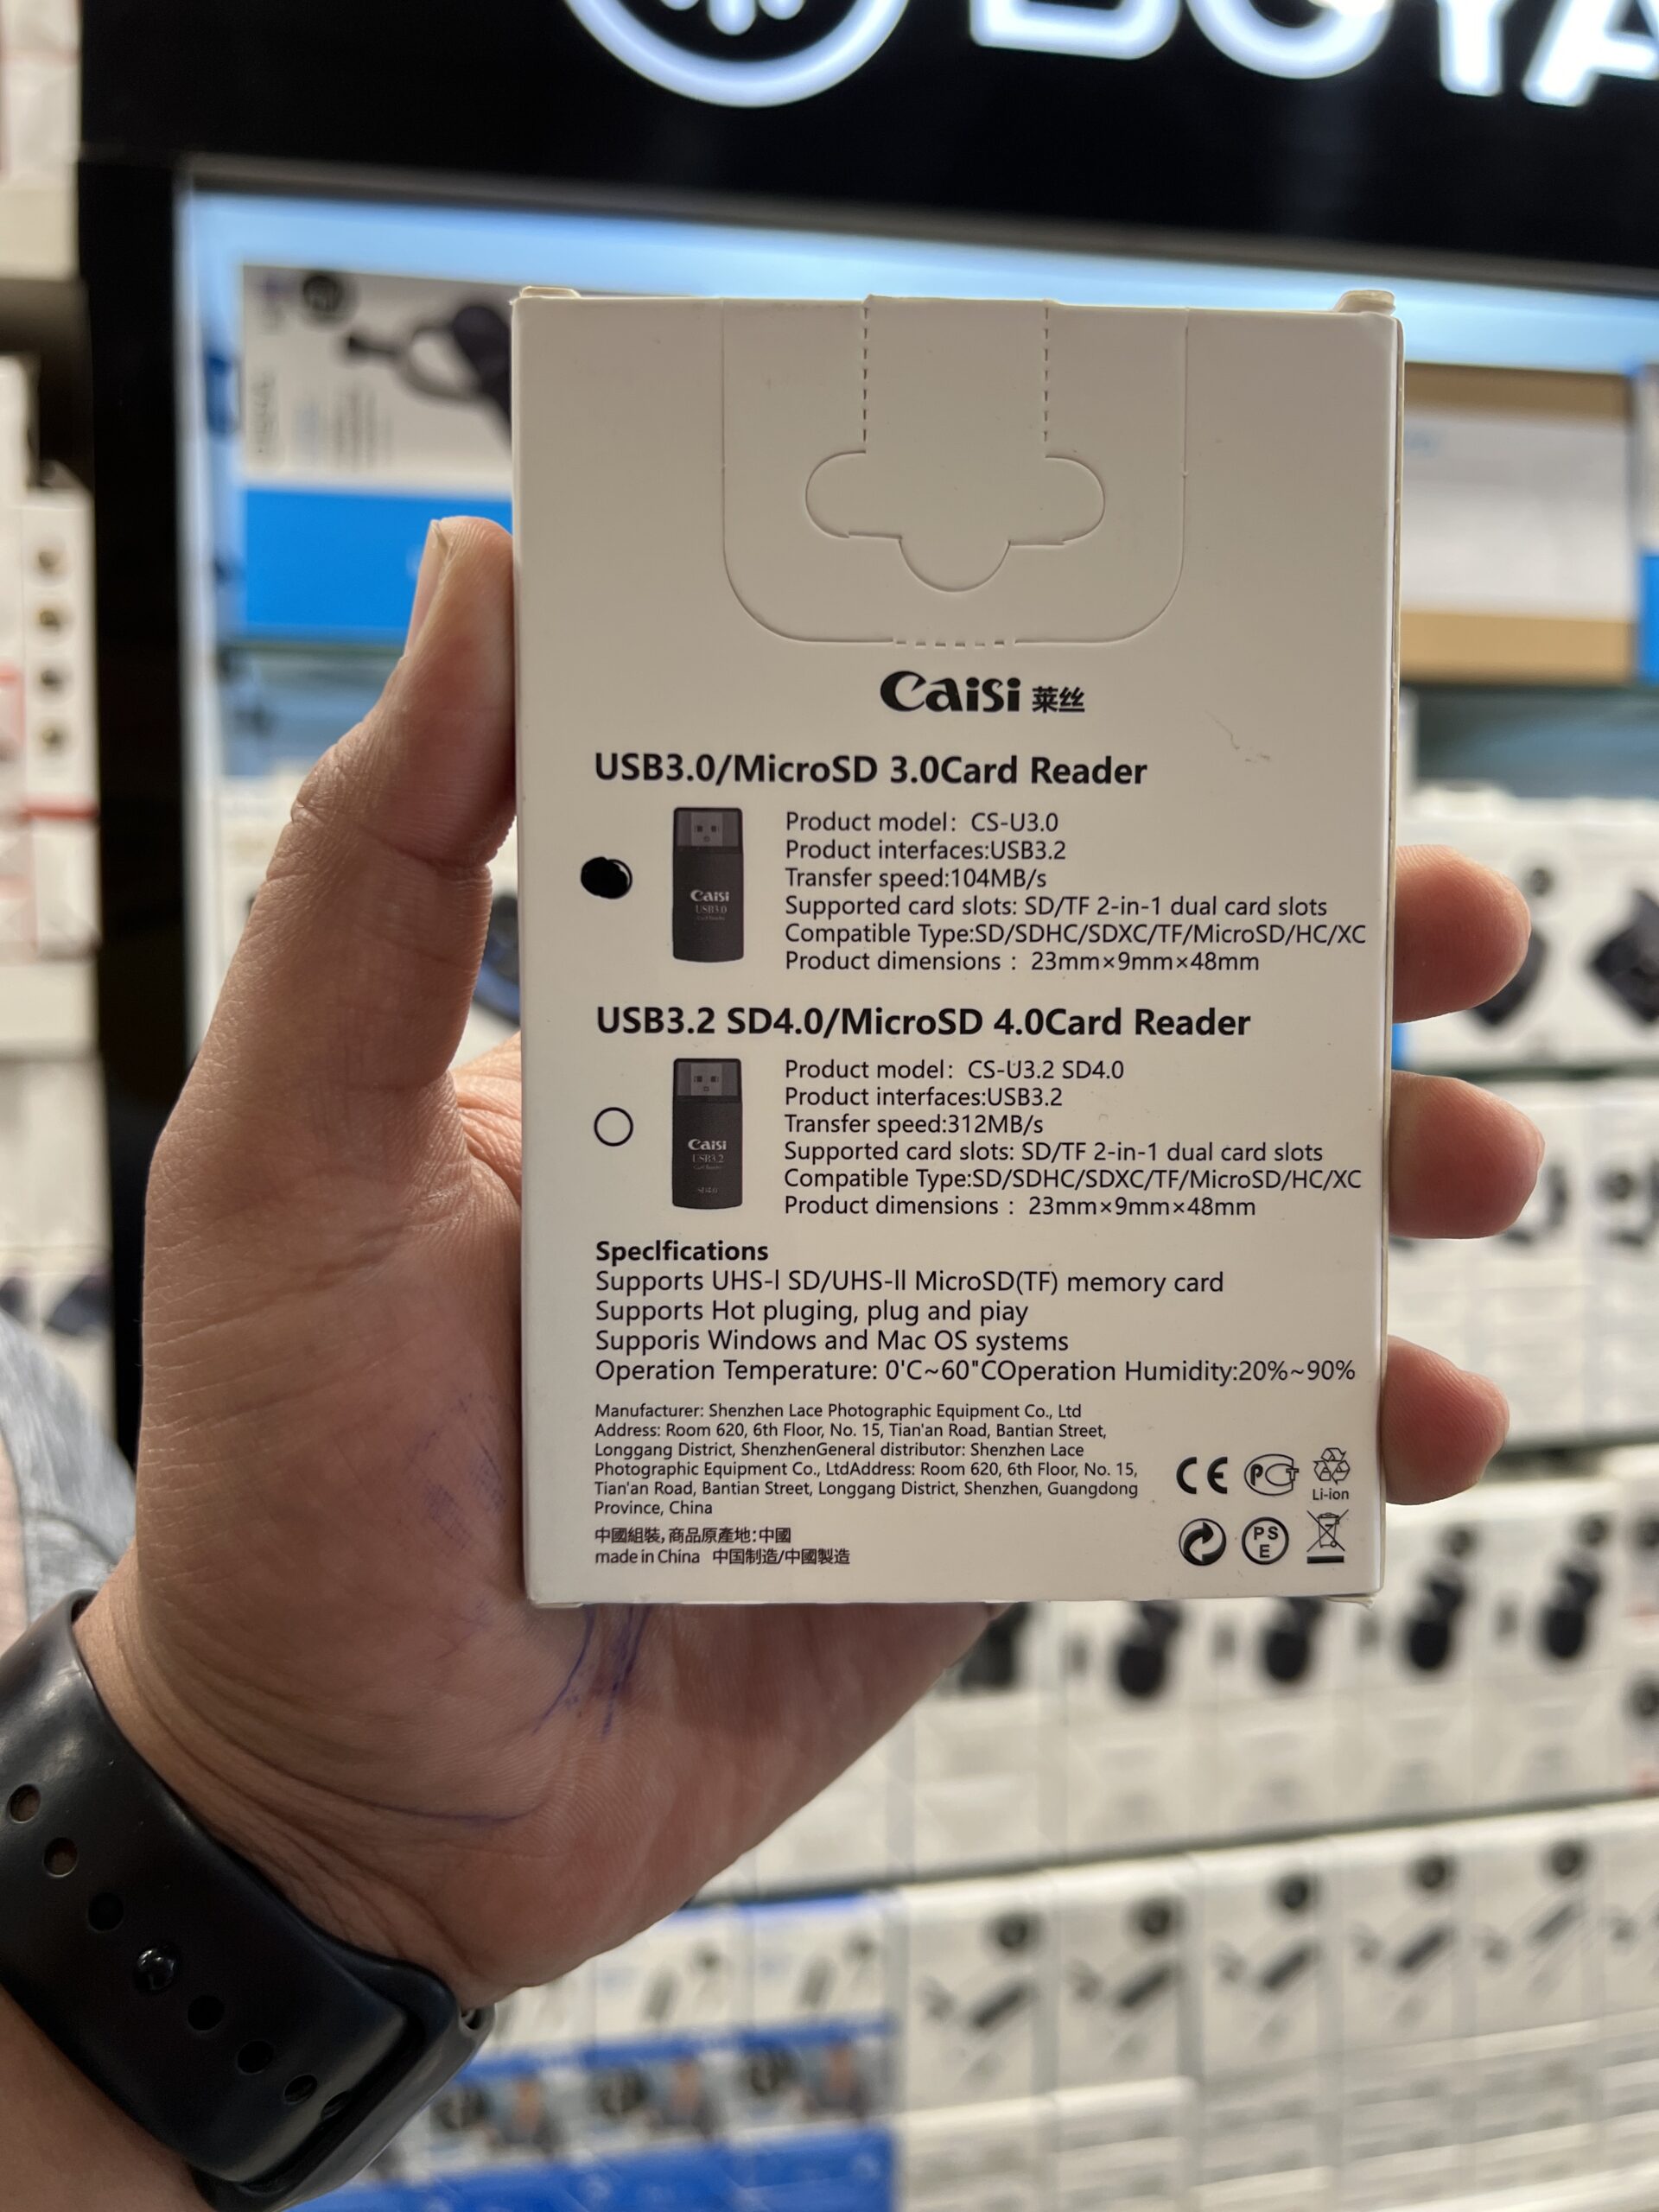 BOYA
Caisi 莱丝
USB3.0/MicroSD 3.0Card Reader
Product model: CS-U3.0
Product interfaces:USB3.2
Transfer speed:104MB/s
Supported card slots: SD/TF 2-in-1 dual card slots
Compatible Type:SD/SDHC/SDXC/TF/MicroSD/HC/XC
Product dimensions : 23mm×9mm×48mm
Caisi
USB3.0
Card Reader
USB3.2 SD4.0/MicroSD 4.0Card Reader
Product model: CS-U3.2 SD4.0
Product interfaces:USB3.2
Transfer speed:312MB/s
Supported card slots: SD/TF 2-in-1 dual card slots
Compatible Type:SD/SDHC/SDXC/TF/MicroSD/HC/XC
Product dimensions : 23mm×9mm×48mm
Caisi
USB3.2
Card Reader
SD4.0
Speclfications
Supports UHS-I SD/UHS-II MicroSD(TF) memory card
Supports Hot pluging, plug and piay
Supporis Windows and Mac OS systems
Operation Temperature: 0'C~60"COperation Humidity:20%~90%
Manufacturer: Shenzhen Lace Photographic Equipment Co., Ltd
Address: Room 620, 6th Floor, No. 15, Tian'an Road, Bantian Street,
Longgang District, ShenzhenGeneral distributor: Shenzhen Lace
Photographic Equipment Co., LtdAddress: Room 620, 6th Floor, No. 15,
Tian'an Road, Bantian Street, Longgang District, Shenzhen, Guangdong
Province, China
中國組裝,商品原產地:中國
made in China 中国制造/中國製造
CE
PCT
Li-ion
PS
E